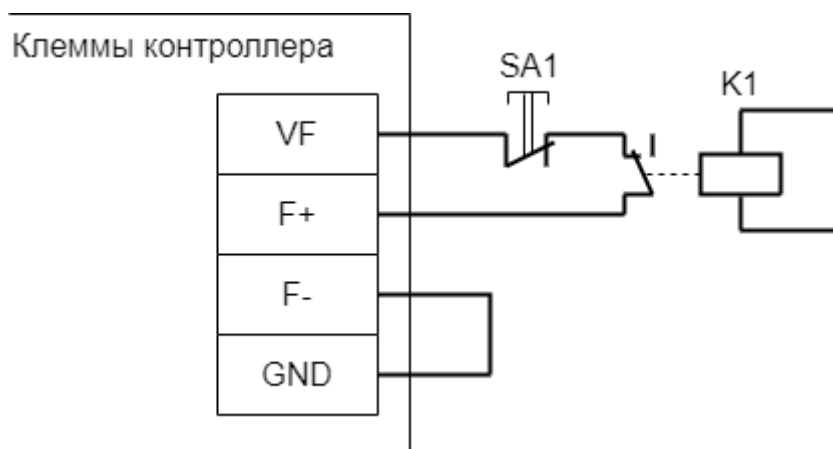 Клеммы контроллера
SA1
K1
VF
F+
F-
GND